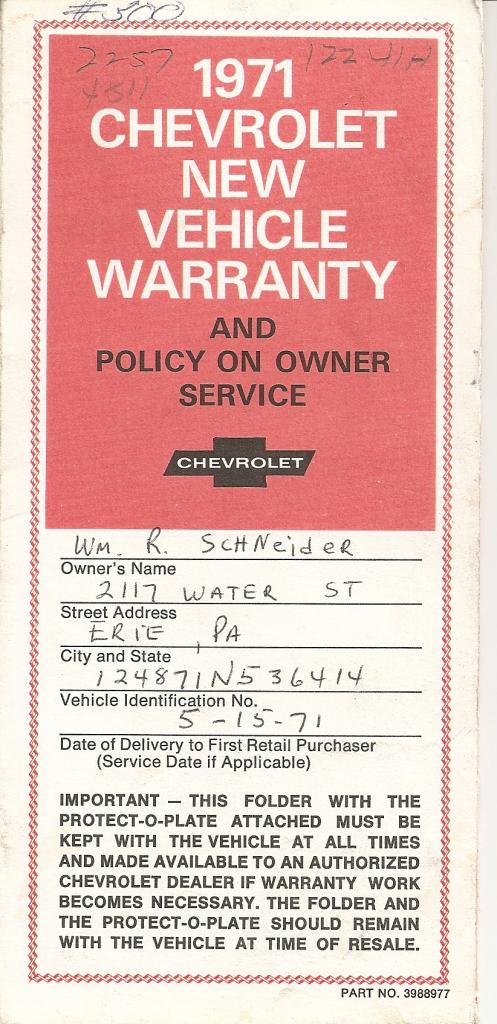 #500
2257 12241H
4511
1971
CHEVROLET
NEW
VEHICLE
WARRANTY
AND
POLICY ON OWNER
SERVICE
CHEVROLET
Wm. R. SCHNeideR
Owner's Name
2117 WATER ST
Street Address
ERIE, PA
City and State
124871N536414
Vehicle Identification No.
5-15-71
Date of Delivery to First Retail Purchaser
(Service Date if Applicable)
IMPORTANT — THIS FOLDER WITH THE
PROTECT-O-PLATE ATTACHED MUST BE
KEPT WITH THE VEHICLE AT ALL TIMES
AND MADE AVAILABLE TO AN AUTHORIZED
CHEVROLET DEALER IF WARRANTY WORK
BECOMES NECESSARY. THE FOLDER AND
THE PROTECT-O-PLATE SHOULD REMAIN
WITH THE VEHICLE AT TIME OF RESALE.
PART NO. 3988977